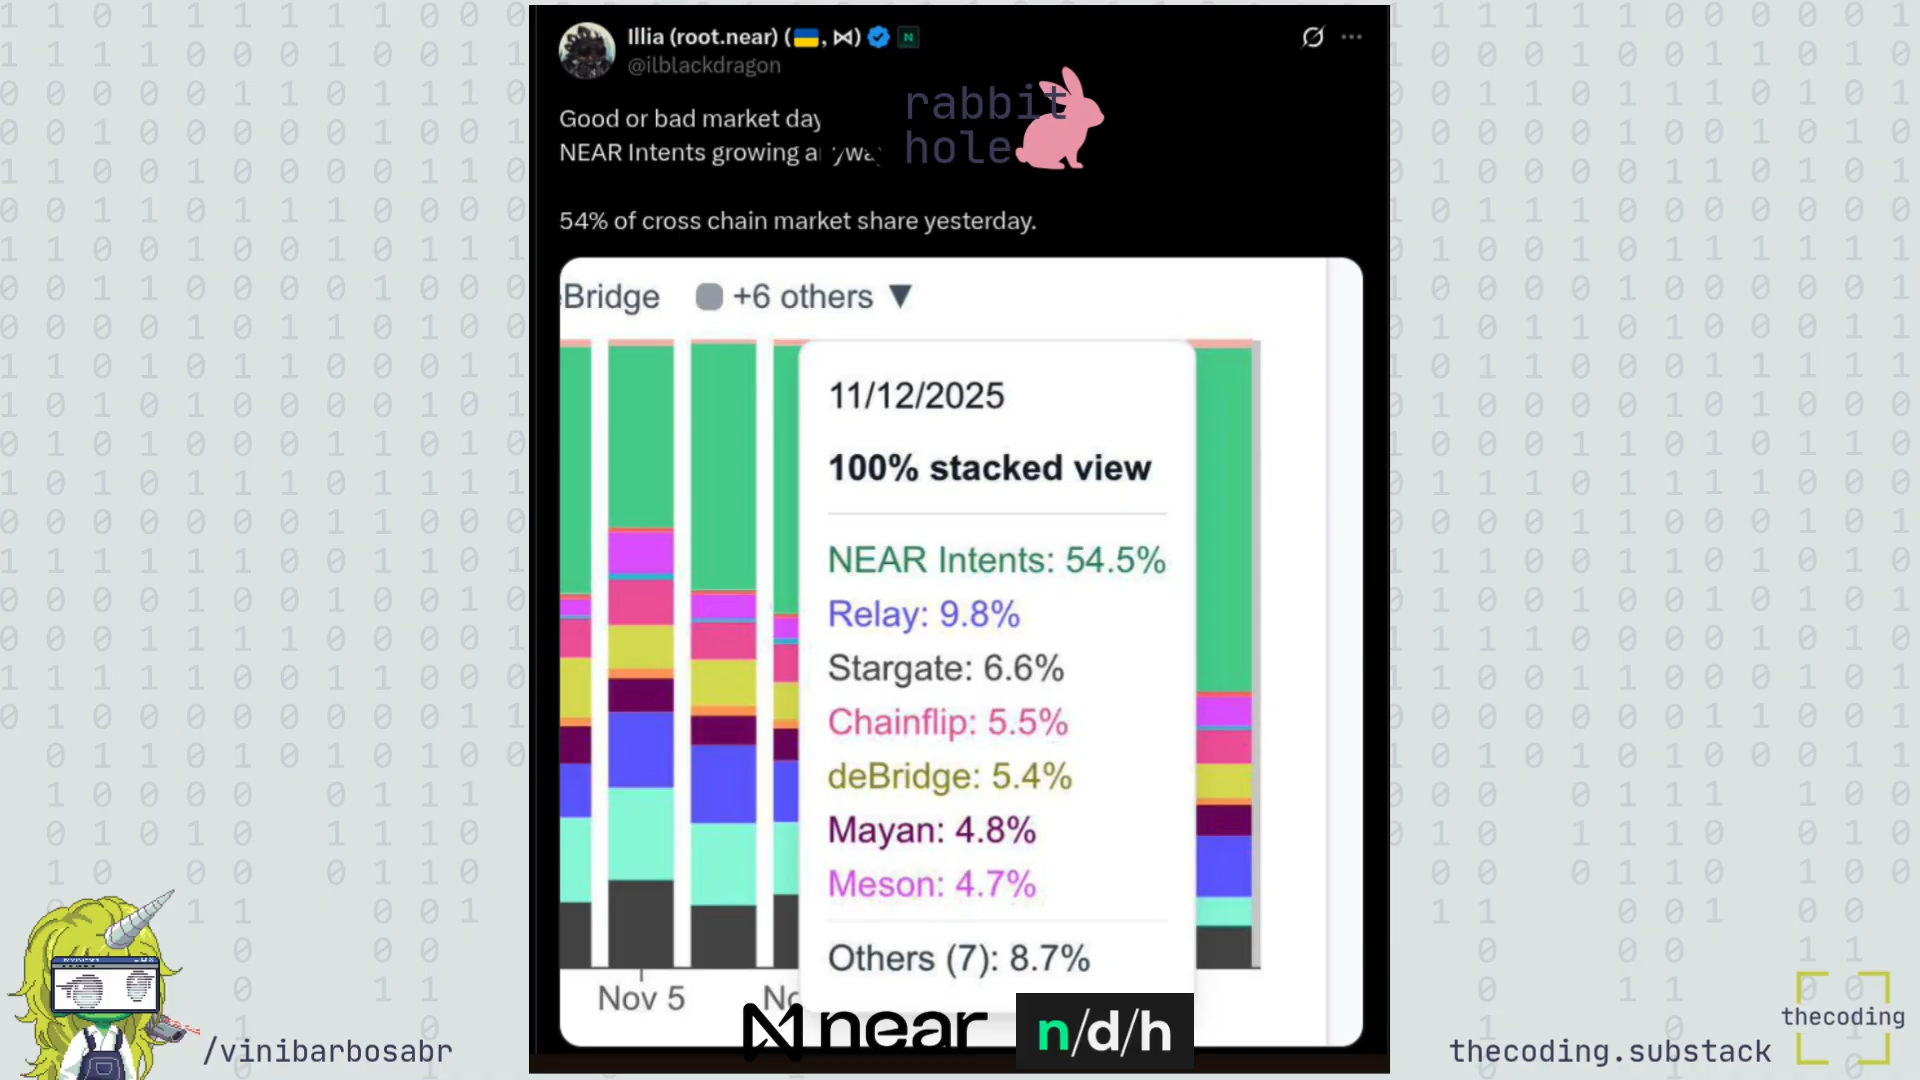 Illia (root.near) (🇺🇦, ⋈)
@ilblackdragon
rabbit
hole
Good or bad market day
NEAR Intents growing
54% of cross chain market share yesterday.
eBridge +6 others ▼
11/12/2025
100% stacked view
NEAR Intents: 54.5%
Relay: 9.8%
Stargate: 6.6%
Chainflip: 5.5%
deBridge: 5.4%
Mayan: 4.8%
Meson: 4.7%
Others (7): 8.7%
Nov 5
near n/d/h
/vinibarbosabr
thecoding.substack
thecoding